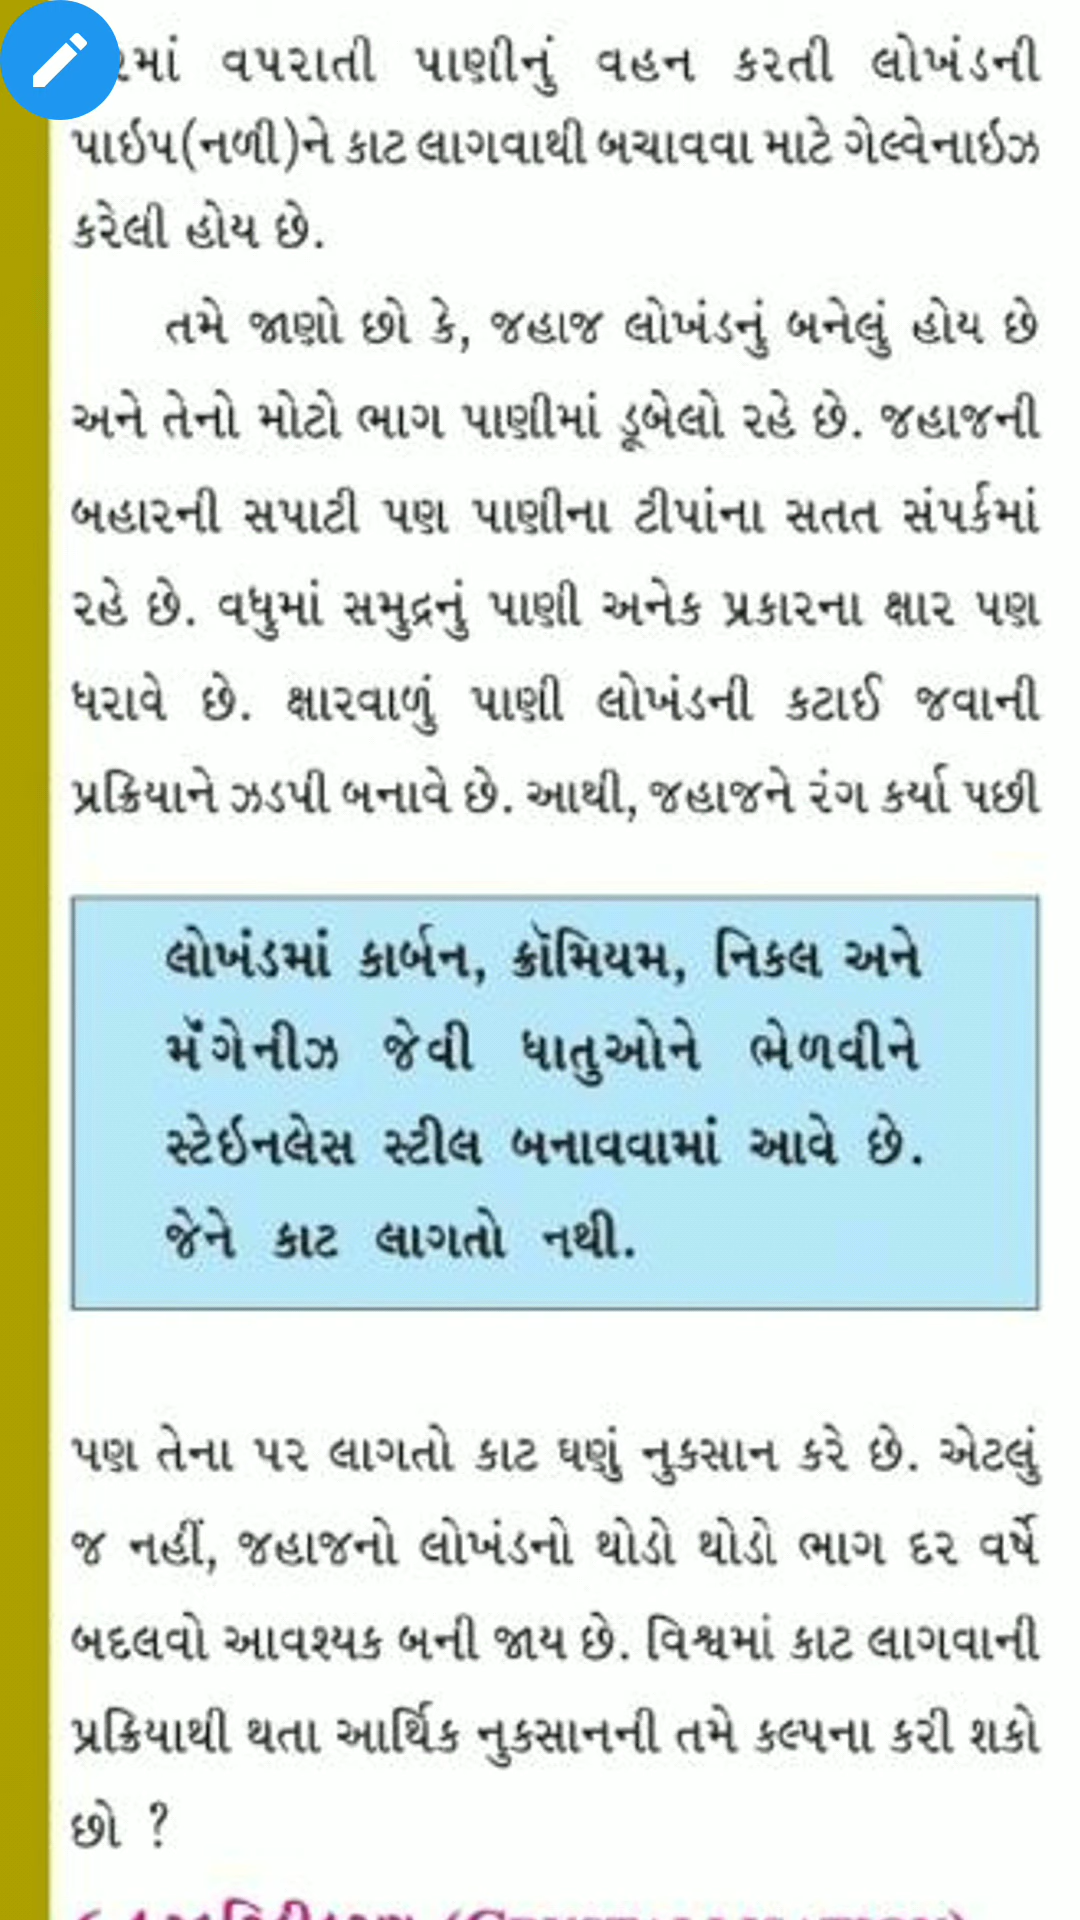 વપરાતી પાણીનું વહન કરતી લોખંડની
પાઇપ(નળી)ને કાટ લાગવાથી બચાવવા માટે ગેલ્વેનાઇઝ
કરેલી હોય છે.
તમે જાણો છો કે, જહાજ લોખંડનું બનેલું હોય છે
અને તેનો મોટો ભાગ પાણીમાં ડૂબેલો રહે છે. જહાજની
બહારની સપાટી પણ પાણીના ટીપાંના સતત સંપર્કમાં
રહે છે. વધુમાં સમુદ્રનું પાણી અનેક પ્રકારના ક્ષાર પણ
ધરાવે છે. ક્ષારવાળું પાણી લોખંડની કટાઈ જવાની
પ્રક્રિયાને ઝડપી બનાવે છે. આથી, જહાજને રંગ કર્યા પછી
લોખંડમાં કાર્બન, ક્રૉમિયમ, નિકલ અને
મૅંગેનીઝ જેવી ધાતુઓને ભેળવીને
સ્ટેઇનલેસ સ્ટીલ બનાવવામાં આવે છે.
જેને કાટ લાગતો નથી.
પણ તેના પર લાગતો કાટ ઘણું નુકસાન કરે છે. એટલું
જ નહીં, જહાજનો લોખંડનો થોડો થોડો ભાગ દર વર્ષે
બદલવો આવશ્યક બની જાય છે. વિશ્વમાં કાટ લાગવાની
પ્રક્રિયાથી થતા આર્થિક નુકસાનની તમે કલ્પના કરી શકો
છો ?